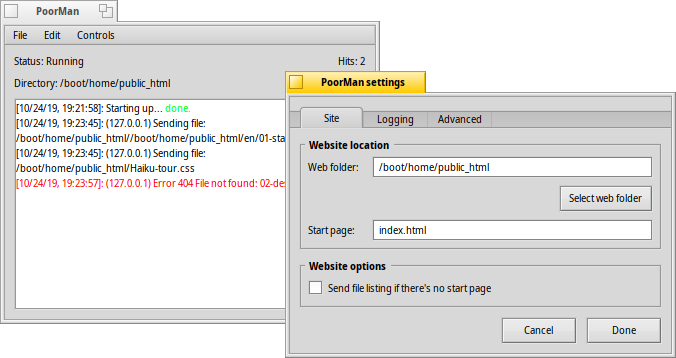 PoorMan
File Edit Controls
Status: Running Hits: 2
Directory: /boot/home/public_html
[10/24/19, 19:21:58]: Starting up... done.
[10/24/19, 19:23:45]: (127.0.0.1) Sending file:
/boot/home/public_html//boot/home/public_html/en/01-sta
[10/24/19, 19:23:45]: (127.0.0.1) Sending file:
/boot/home/public_html/Haiku-tour.css
[10/24/19, 19:23:57]: (127.0.0.1) Error 404 File not found: 02-des
PoorMan settings
Site Logging Advanced
Website location
Web folder: /boot/home/public_html
Select web folder
Start page: index.html
Website options
Send file listing if there's no start page
Cancel Done